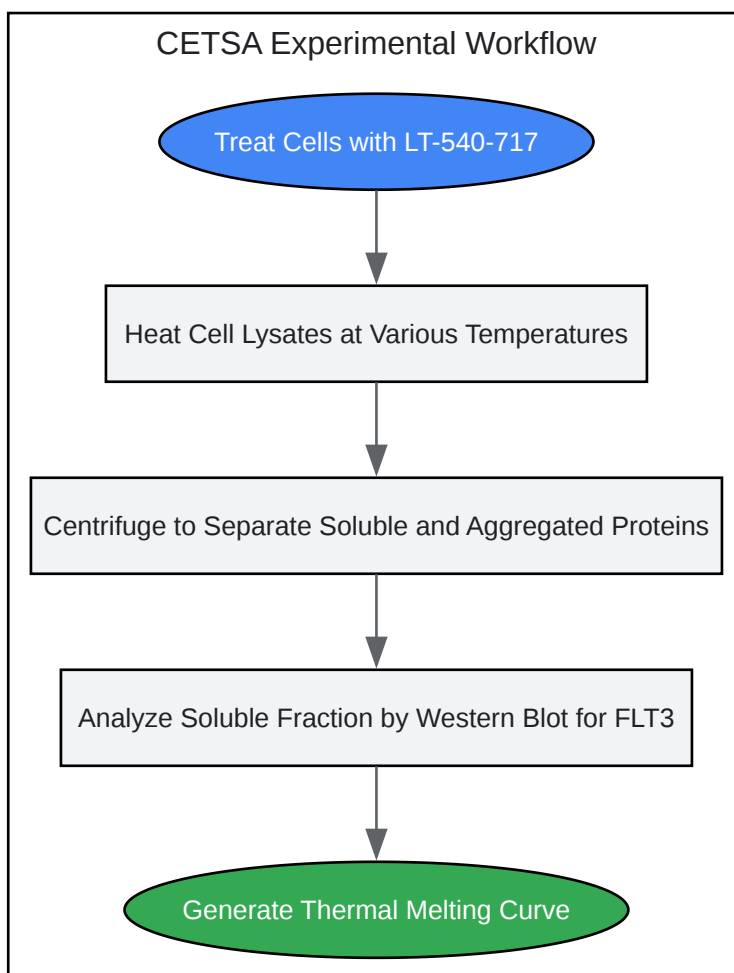 CETSA Experimental Workflow
Treat Cells with LT-540-717
Heat Cell Lysates at Various Temperatures
Centrifuge to Separate Soluble and Aggregated Proteins
Analyze Soluble Fraction by Western Blot for FLT3
Generate Thermal Melting Curve